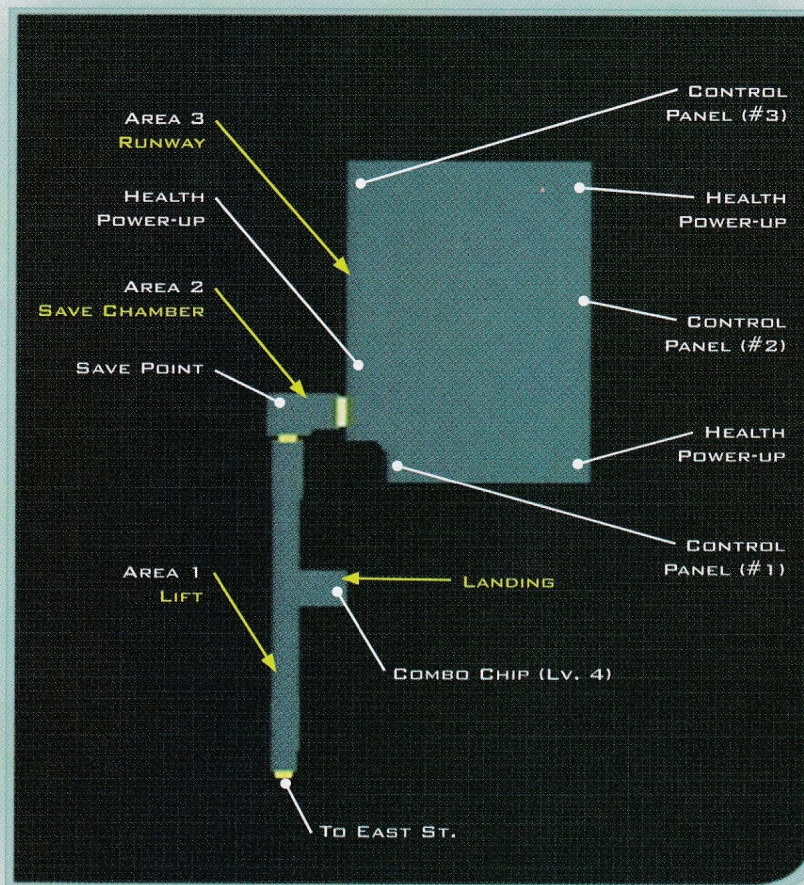 Control
Panel (#3)
Area 3
Runway
Health
Power-up
Health
Power-up
Area 2
Save Chamber
Control
Panel (#2)
Save Point
Health
Power-up
Control
Panel (#1)
Area 1
Lift
Landing
Combo Chip (Lv. 4)
To East St.